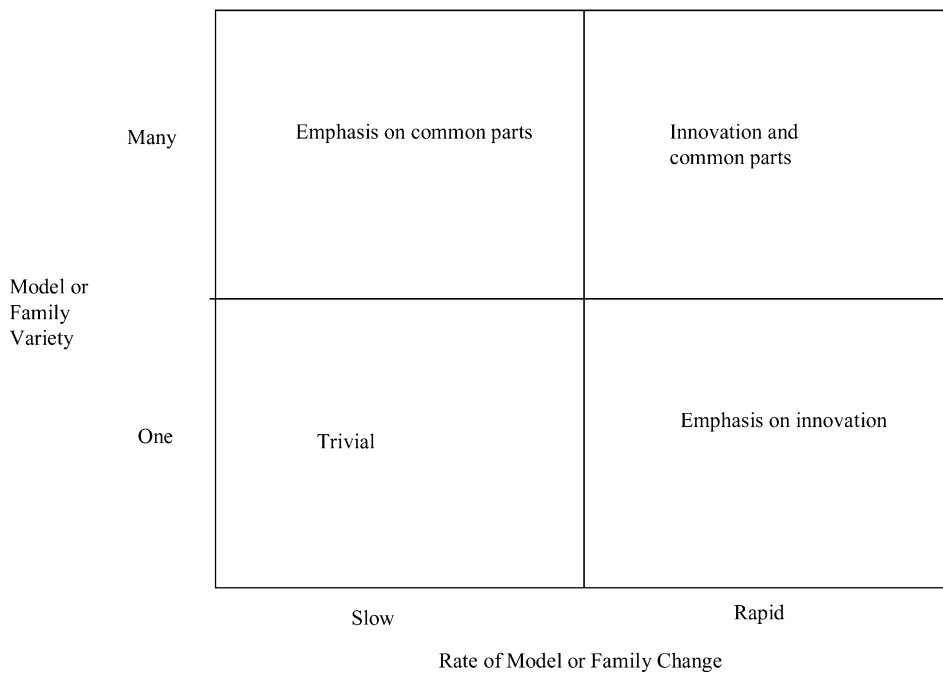 Many
Emphasis on common parts
Innovation and
common parts
Model or
Family
Variety
One
Trivial
Emphasis on innovation
Slow
Rapid
Rate of Model or Family Change